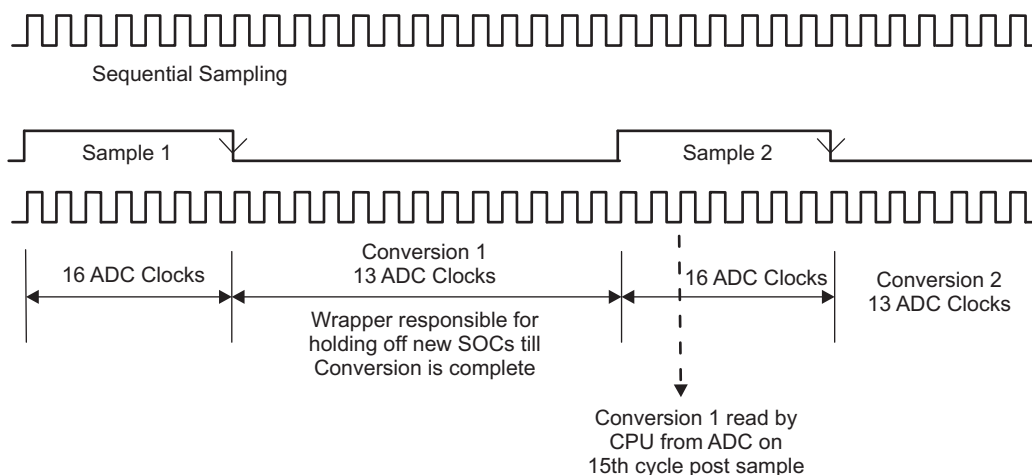 Sequential Sampling
Sample 1
Sample 2
16 ADC Clocks
Conversion 1
13 ADC Clocks
16 ADC Clocks
Conversion 2
13 ADC Clocks
Wrapper responsible for
holding off new SOCs till
Conversion is complete
Conversion 1 read by
CPU from ADC on
15th cycle post sample